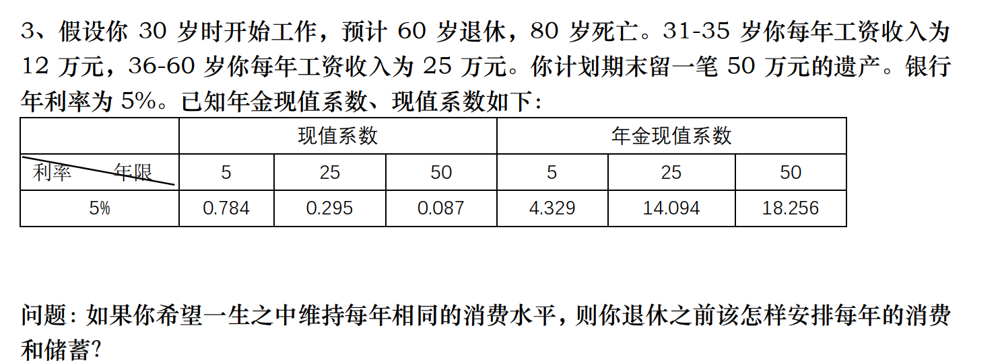 3、假设你 30 岁时开始工作，预计 60 岁退休，80 岁死亡。31-35 岁你每年工资收入为
12 万元，36-60 岁你每年工资收入为 25 万元。你计划期末留一笔 50 万元的遗产。银行
年利率为 5%。已知年金现值系数、现值系数如下：
现值系数 年金现值系数
利率 年限 5 25 50 5 25 50
5% 0.784 0.295 0.087 4.329 14.094 18.256
问题：如果你希望一生之中维持每年相同的消费水平，则你退休之前该怎样安排每年的消费
和储蓄？